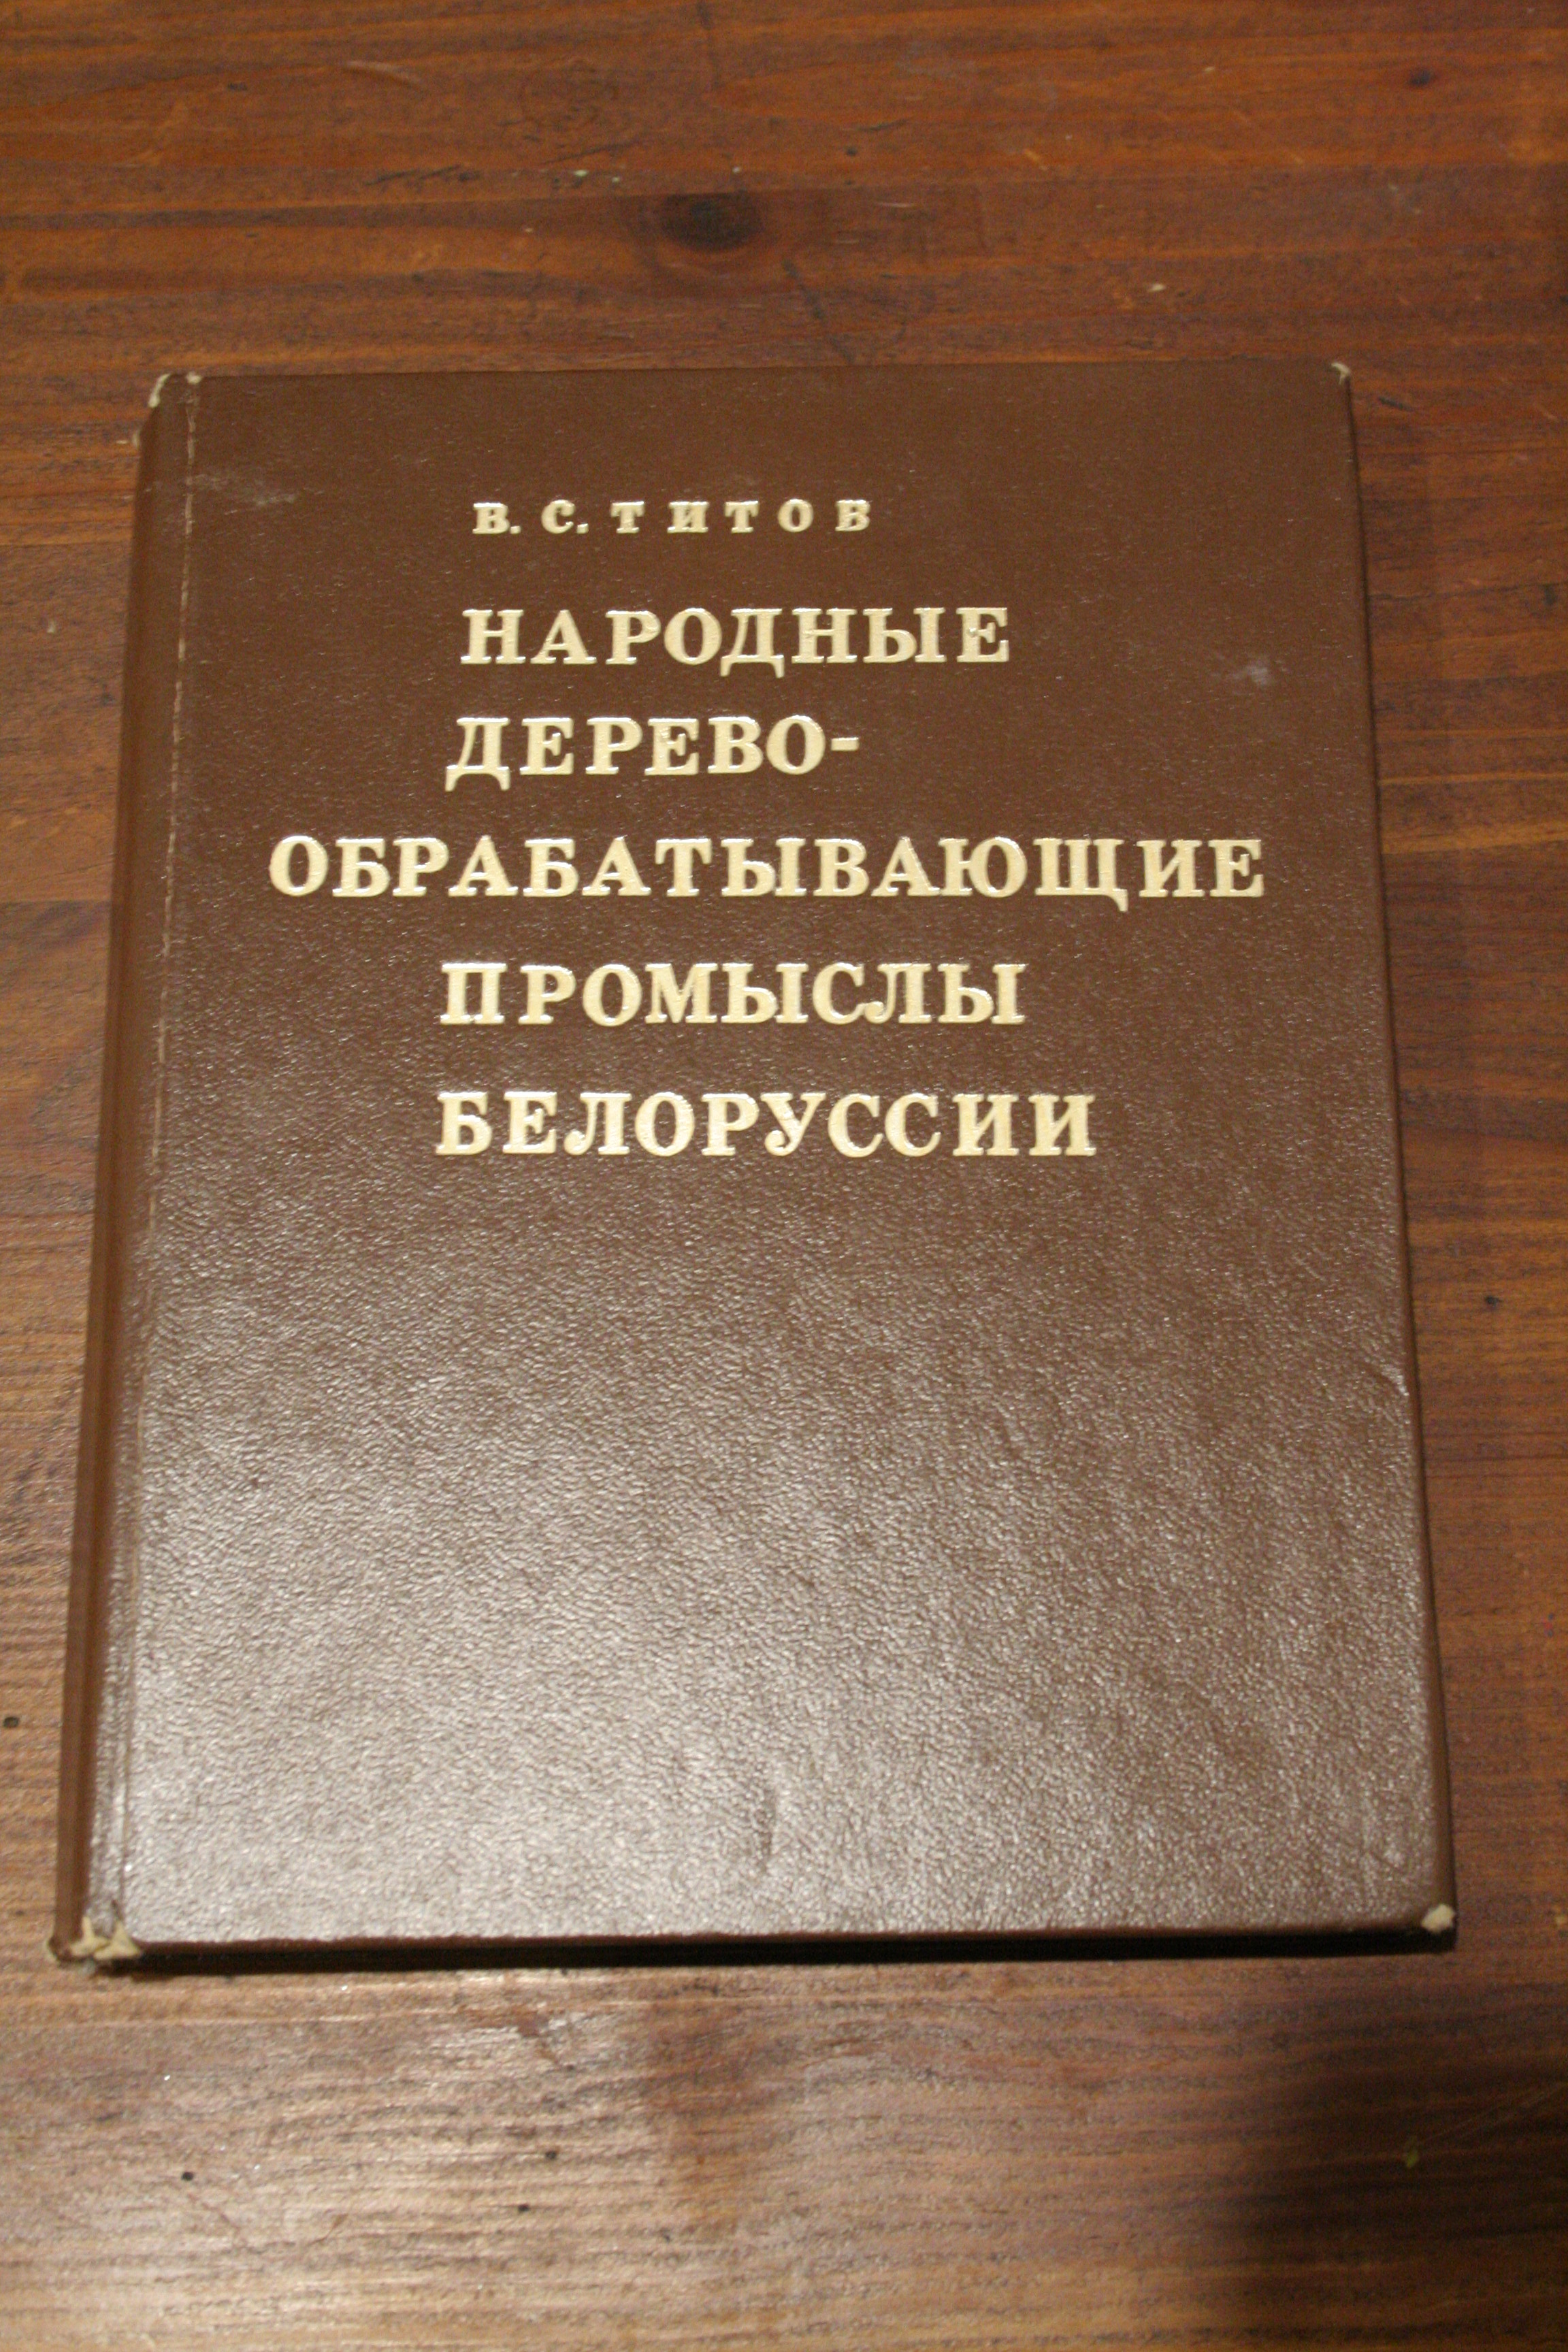 В. С. ТИТОВ
НАРОДНЫЕ
ДЕРЕВО-
ОБРАБАТЫВАЮЩИЕ
ПРОМЫСЛЫ
БЕЛОРУССИИ